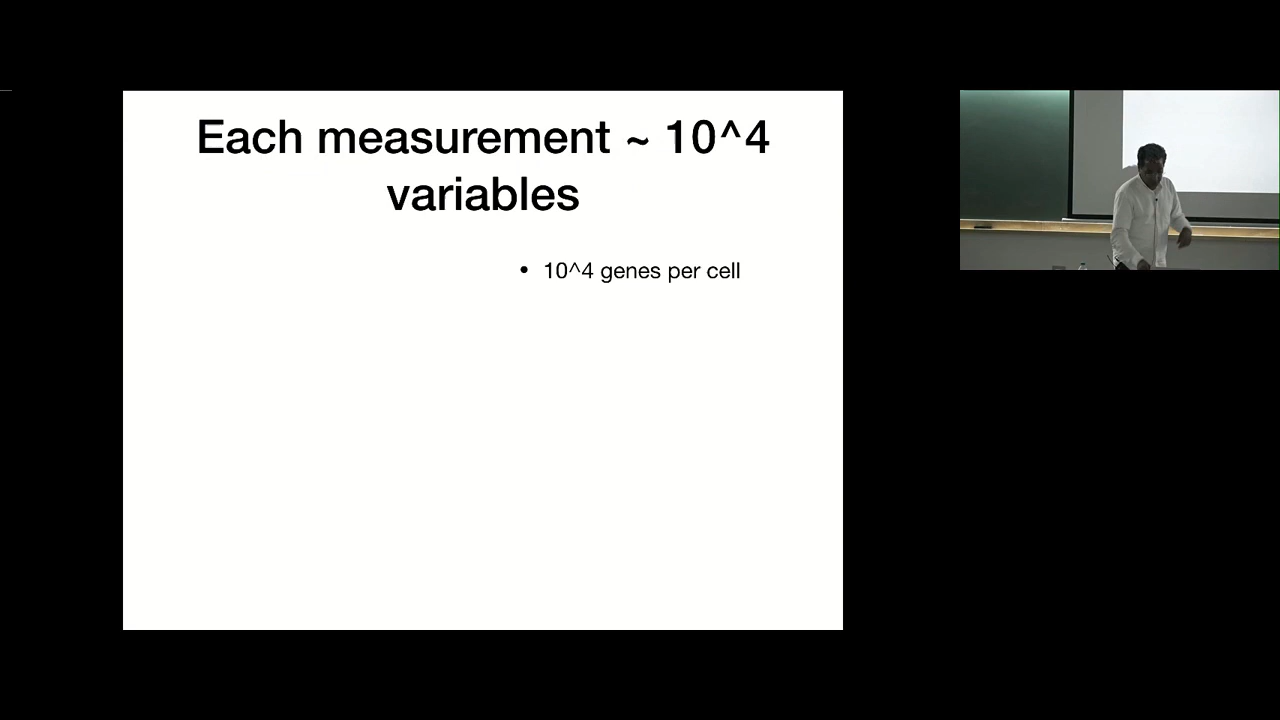 Each measurement ~ 10^4
variables
• 10^4 genes per cell